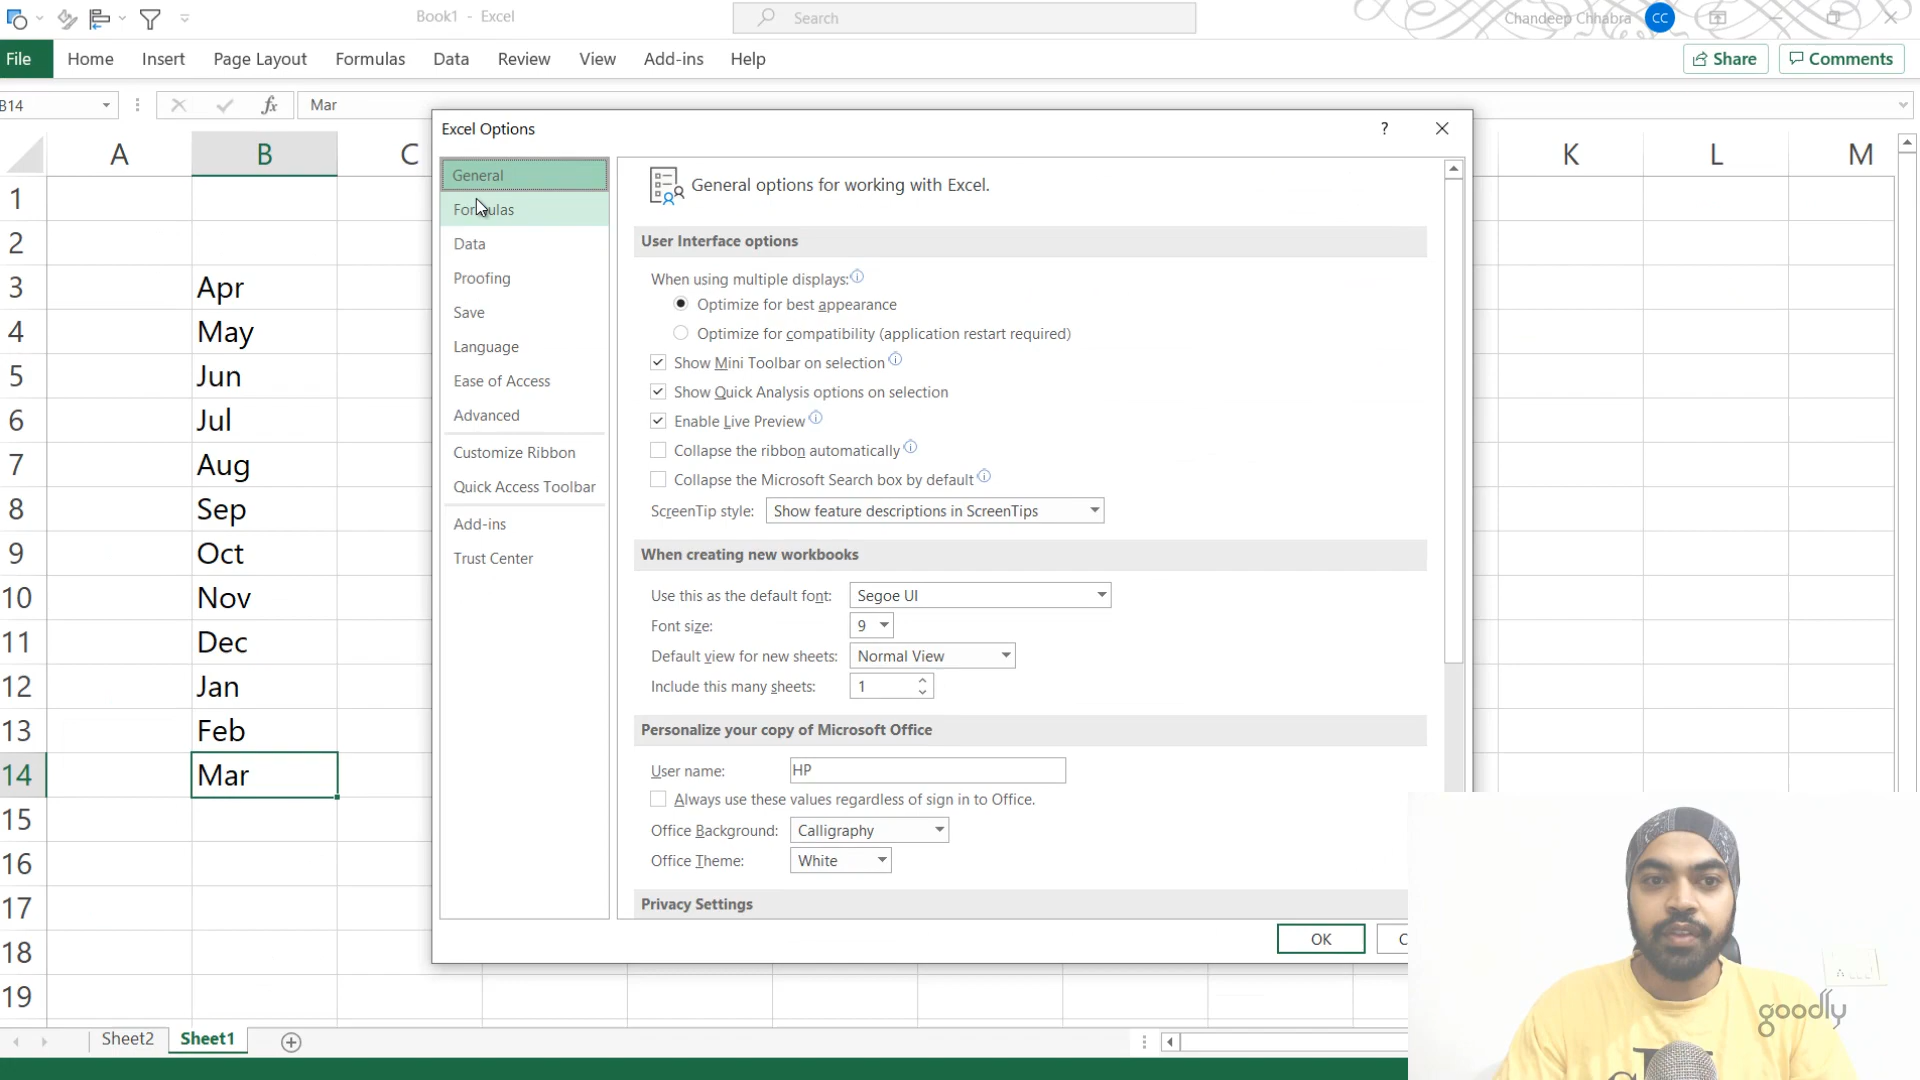 Book1 - Excel
Search
Chandeep Chhabra
CC
File
Home
Insert
Page Layout
Formulas
Data
Review
View
Add-ins
Help
Share
Comments
B14
fx
Mar
A
B
C
K
L
M
1
2
3
Apr
4
May
5
Jun
6
Jul
7
Aug
8
Sep
9
Oct
10
Nov
11
Dec
12
Jan
13
Feb
14
Mar
15
16
17
18
19
Excel Options
?
General
Formulas
Data
Proofing
Save
Language
Ease of Access
Advanced
Customize Ribbon
Quick Access Toolbar
Add-ins
Trust Center
General options for working with Excel.
User Interface options
When using multiple displays:
Optimize for best appearance
Optimize for compatibility (application restart required)
Show Mini Toolbar on selection
Show Quick Analysis options on selection
Enable Live Preview
Collapse the ribbon automatically
Collapse the Microsoft Search box by default
ScreenTip style: Show feature descriptions in ScreenTips
When creating new workbooks
Use this as the default font: Segoe UI
Font size: 9
Default view for new sheets: Normal View
Include this many sheets: 1
Personalize your copy of Microsoft Office
User name: HP
Always use these values regardless of sign in to Office.
Office Background: Calligraphy
Office Theme: White
Privacy Settings
OK
goodly
Sheet2
Sheet1